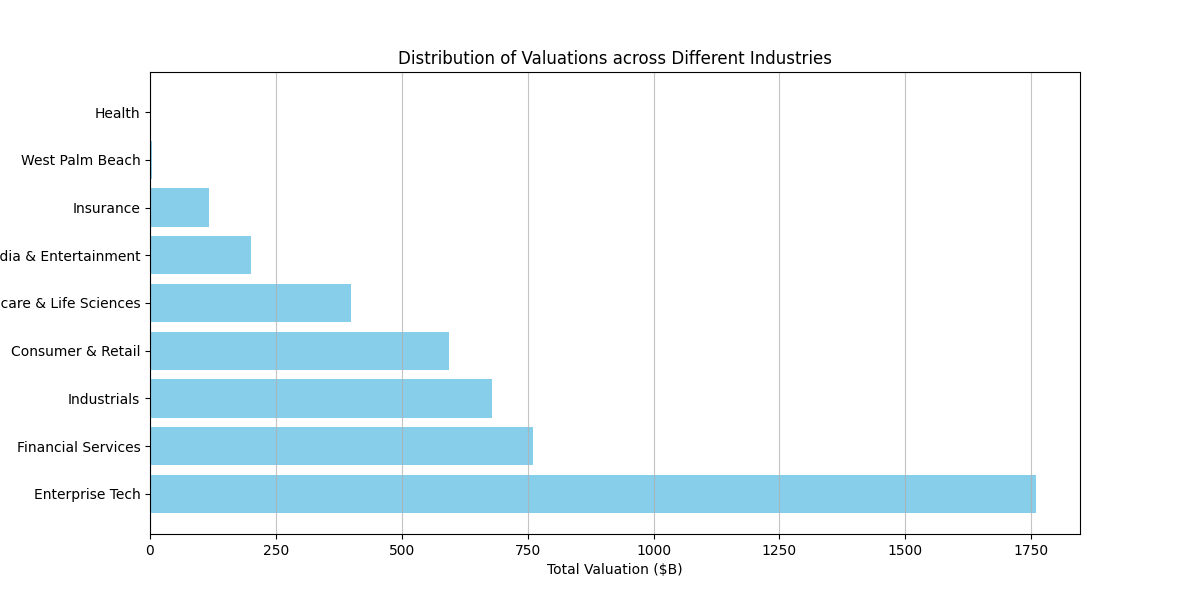 Distribution of Valuations across Different Industries
Health
West Palm Beach
Insurance
dia & Entertainment
care & Life Sciences
Consumer & Retail
Industrials
Financial Services
Enterprise Tech
0 250 500 750 1000 1250 1500 1750
Total Valuation ($B)